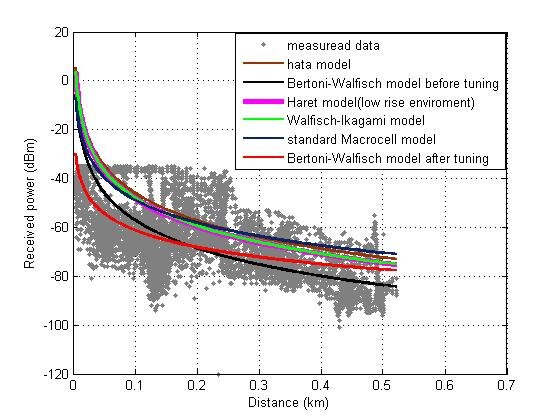 20
0
-20
-40
-60
-80
-100
-120
Received power (dBm)
measuread data
hata model
Bertoni-Walfisch model before tuning
Haret model(low rise enviroment)
Walfisch-Ikagami model
standard Macrocell model
Bertoni-Walfisch model after tuning
0 0.1 0.2 0.3 0.4 0.5 0.6 0.7
Distance (km)